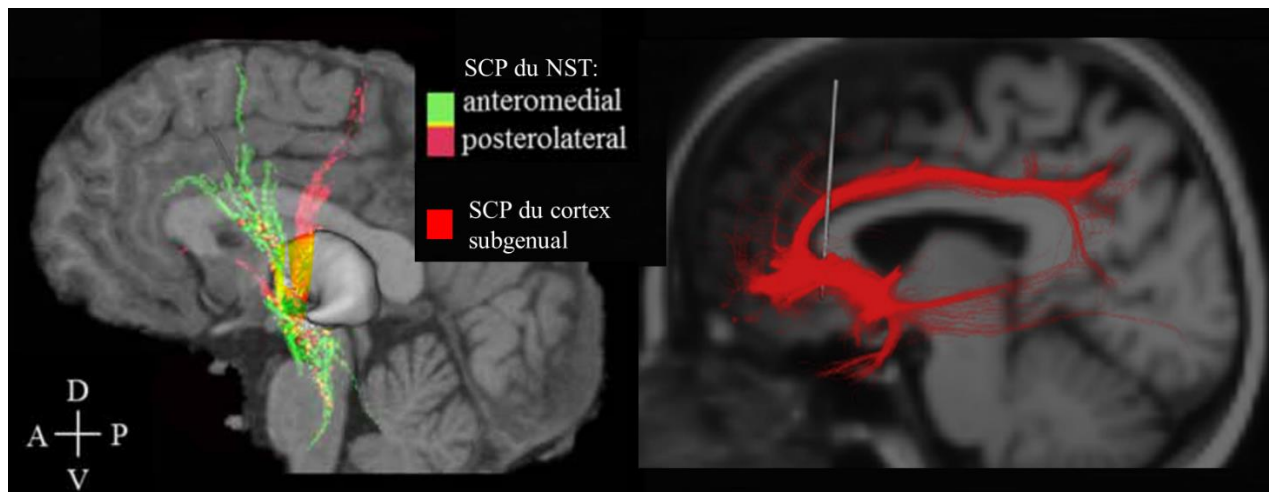 SCP du NST:
anteromedial
posterolateral
SCP du cortex
subgenual
D
A P
V